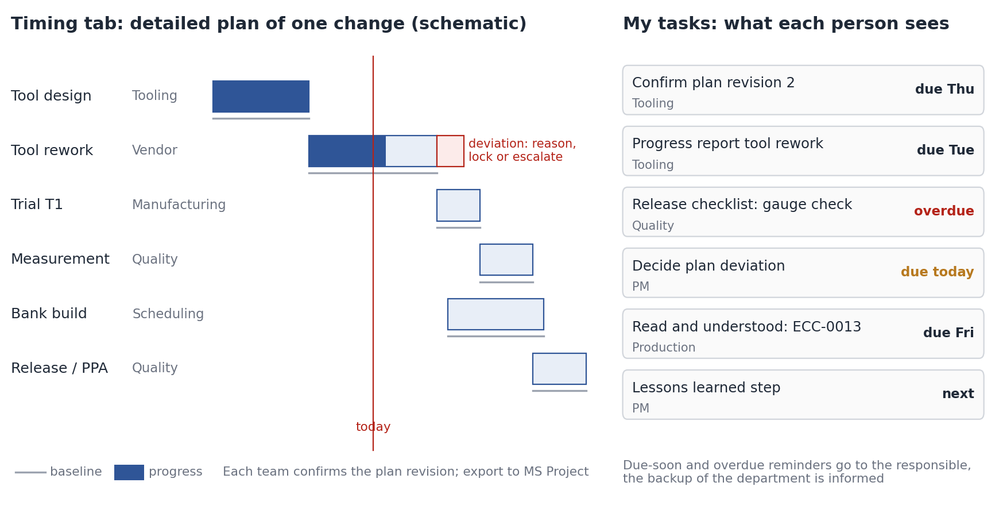 Timing tab: detailed plan of one change (schematic)
Tool design Tooling
Tool rework Vendor
deviation: reason,
lock or escalate
Trial T1 Manufacturing
Measurement Quality
Bank build Scheduling
Release / PPA Quality
today
baseline progress Each team confirms the plan revision; export to MS Project
My tasks: what each person sees
Confirm plan revision 2
Tooling
due Thu
Progress report tool rework
Tooling
due Tue
Release checklist: gauge check
Quality
overdue
Decide plan deviation
PM
due today
Read and understood: ECC-0013
Production
due Fri
Lessons learned step
PM
next
Due-soon and overdue reminders go to the responsible,
the backup of the department is informed